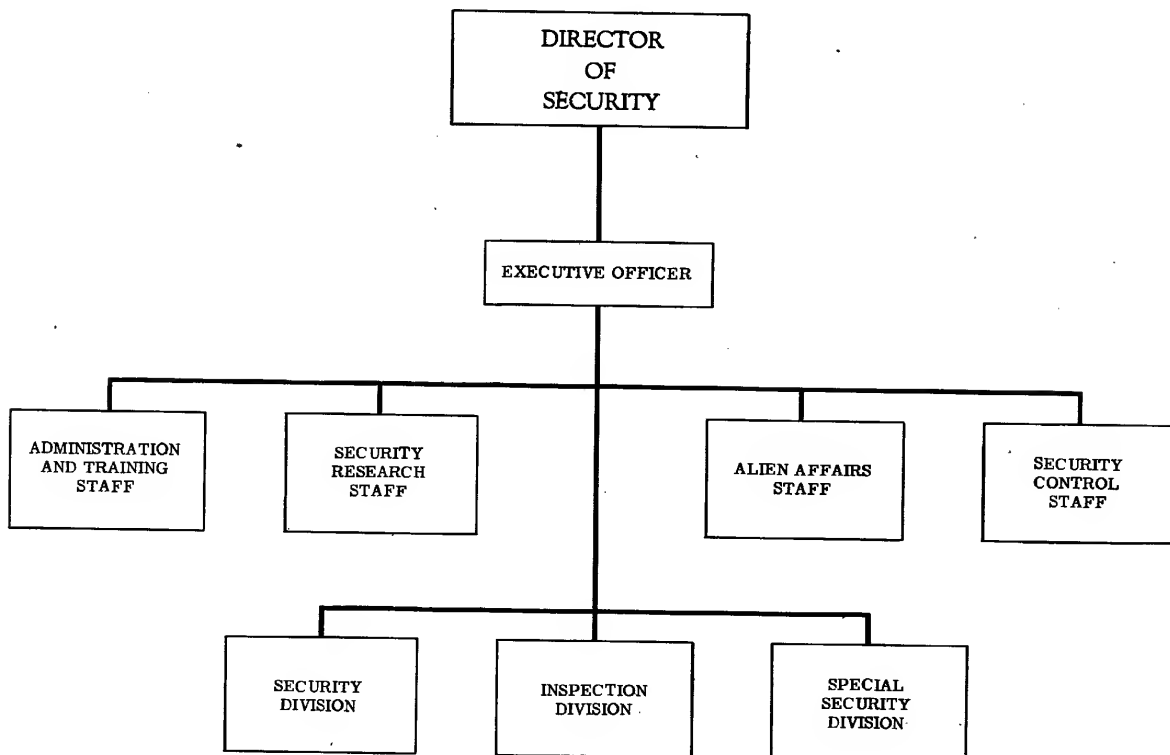 DIRECTOR
OF
SECURITY
EXECUTIVE OFFICER
ADMINISTRATION
AND TRAINING
STAFF
SECURITY
RESEARCH
STAFF
ALIEN AFFAIRS
STAFF
SECURITY
CONTROL
STAFF
SECURITY
DIVISION
INSPECTION
DIVISION
SPECIAL
SECURITY
DIVISION